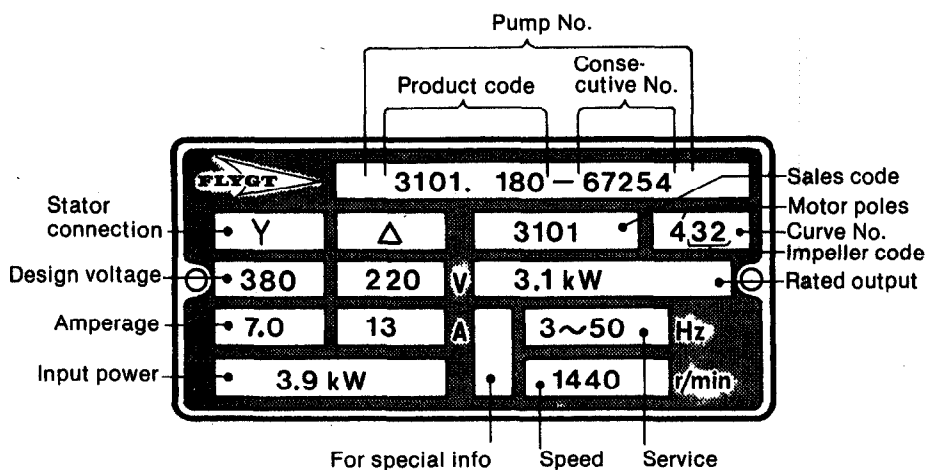 Pump No.
Product code
Conse-
cutive No.
FLYGT
3101. 180–67254
Sales code
Motor poles
Stator
connection
Y
Δ
3101
432
Curve No.
Impeller code
Design voltage
380
220
V
3.1 kW
Rated output
Amperage
7.0
13
A
3~50
Hz
Input power
3.9 kW
1440
r/min
For special info
Speed
Service